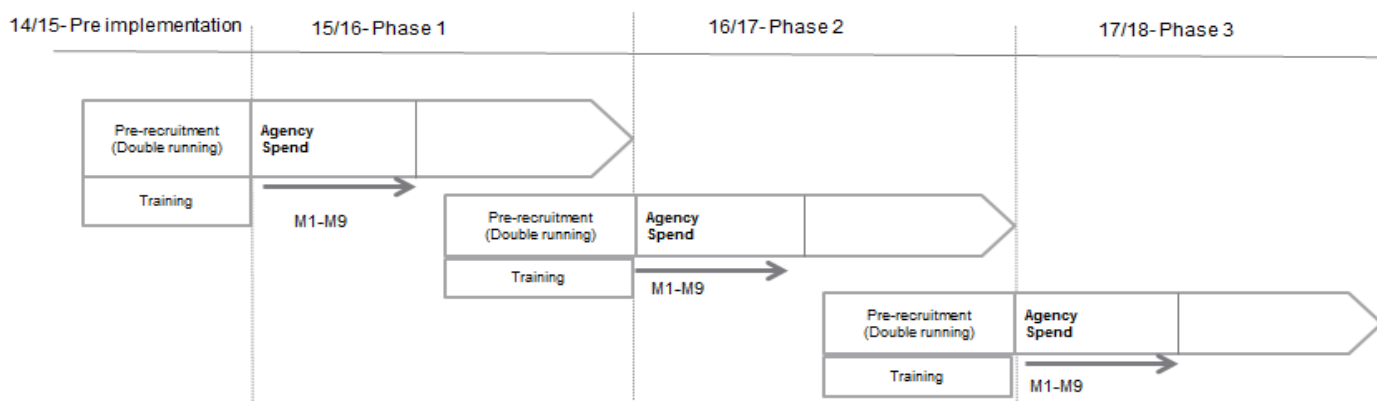 14/15- Pre implementation
15/16- Phase 1
16/17- Phase 2
17/18- Phase 3
Pre-recruitment
(Double running)
Agency
Spend
Training
M1-M9
Pre-recruitment
(Double running)
Agency
Spend
Training
M1-M9
Pre-recruitment
(Double running)
Agency
Spend
Training
M1-M9